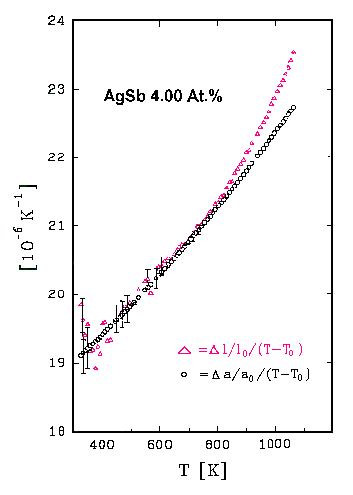 24
23
22
21
20
19
18
AgSb 4.00 At.%
[10⁻⁶ K⁻¹]
△ =Δl/l₀/(T−T₀)
○ =Δa/a₀/(T−T₀)
400 600 800 1000
T [K]